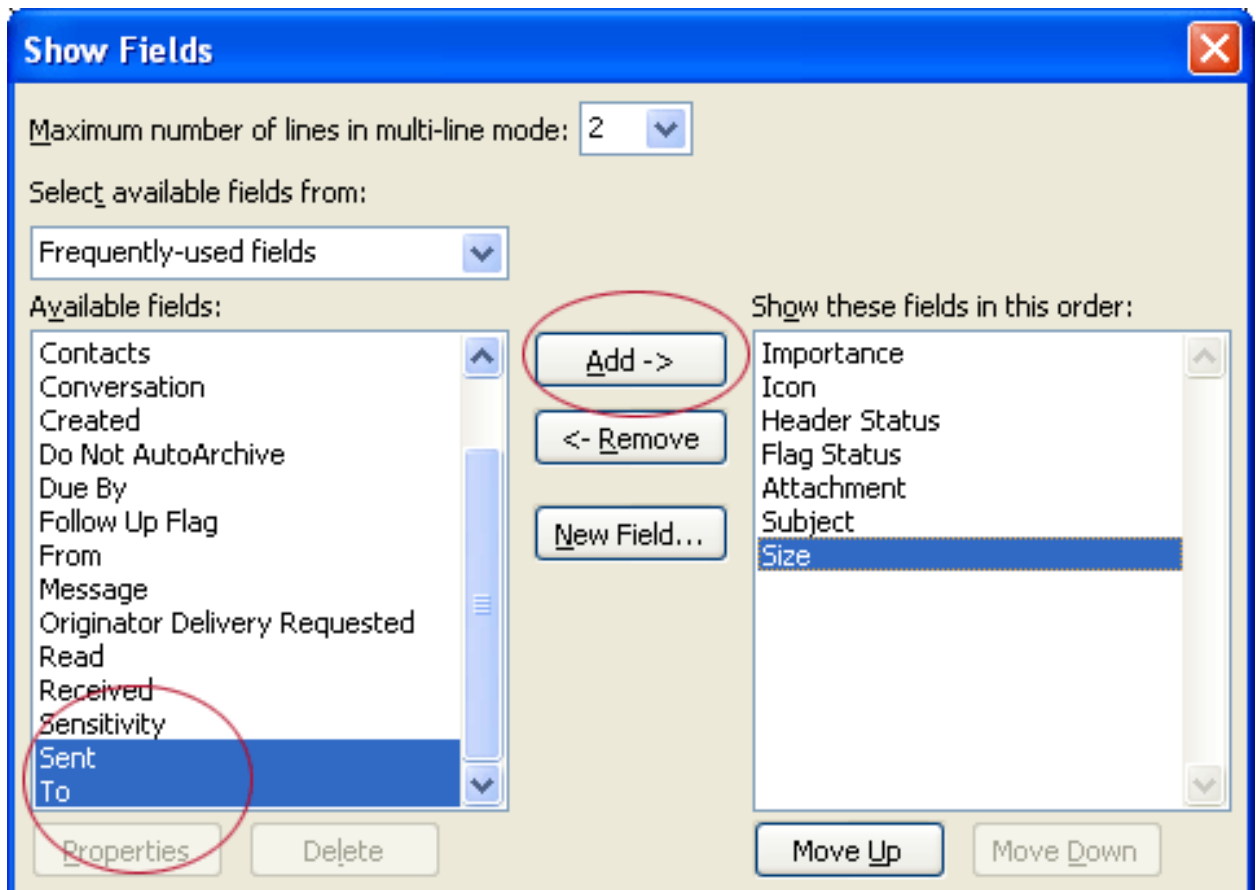 Show Fields
Maximum number of lines in multi-line mode: 2
Select available fields from:
Frequently-used fields
Available fields:
Contacts
Conversation
Created
Do Not AutoArchive
Due By
Follow Up Flag
From
Message
Originator Delivery Requested
Read
Received
Sensitivity
Sent
To
Properties Delete
Add ->
<- Remove
New Field...
Show these fields in this order:
Importance
Icon
Header Status
Flag Status
Attachment
Subject
Size
Move Up Move Down